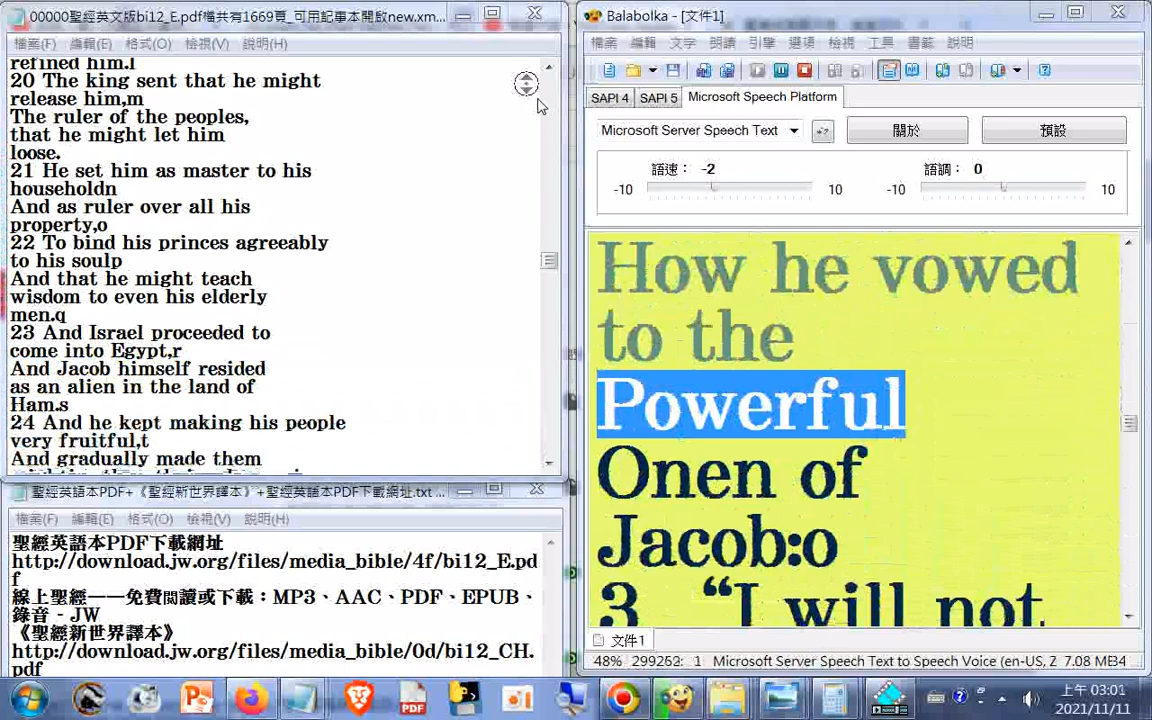 00000聖經英文版bi12_E.pdf檔共有1669頁_可用記事本開啟new.xm...
檔案(F) 編輯(E) 格式(O) 檢視(V) 說明(H)
refined him.l
20 The king sent that he might
release him,m
The ruler of the peoples,
that he might let him
loose.
21 He set him as master to his
householdn
And as ruler over all his
property,o
22 To bind his princes agreeably
to his soulp
And that he might teach
wisdom to even his elderly
men.q
23 And Israel proceeded to
come into Egypt,r
And Jacob himself resided
as an alien in the land of
Ham.s
24 And he kept making his people
very fruitful,t
And gradually made them
聖經英語本PDF+《聖經新世界譯本》+聖經英語本PDF下載網址.txt ...
檔案(F) 編輯(E) 格式(O) 檢視(V) 說明(H)
聖經英語本PDF下載網址
http://download.jw.org/files/media_bible/4f/bi12_E.pd
f
線上聖經——免費閱讀或下載：MP3、AAC、PDF、EPUB、
錄音 - JW
《聖經新世界譯本》
http://download.jw.org/files/media_bible/0d/bi12_CH.
pdf
Balabolka - [文件1]
檔案 編輯 文字 朗讀 引擎 選項 檢視 工具 書籤 說明
SAPI 4 SAPI 5 Microsoft Speech Platform
Microsoft Server Speech Text 關於 預設
語速： -2 語調： 0
-10 10 -10 10
How he vowed
to the
Powerful
Onen of
Jacob:o
3 “I will not
文件1
48% 299252: 1 Microsoft Server Speech Text to Speech Voice (en-US, Z 7.08 MB34
PDF
上午 03:01
2021/11/11